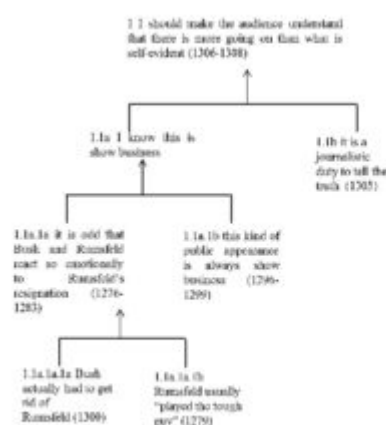 1 I should make the audience understand
that there is more going on than what is
self-evident (1306-1308)
1.1a I know this is
show business
1.1b it is a
journalistic
duty to tell the
truth (1305)
1.1a.1a it is odd that
Bush and Rumsfeld
react so emotionally
to Rumsfeld's
resignation (1276-
1283)
1.1a.1b this kind of
public appearance
is always show
business (1296-
1299)
1.1a.1a.1a Bush
actually had to get
rid of
Rumsfeld (1300)
1.1a.1a.1b
Rumsfeld usually
"played the tough
guy" (1279)